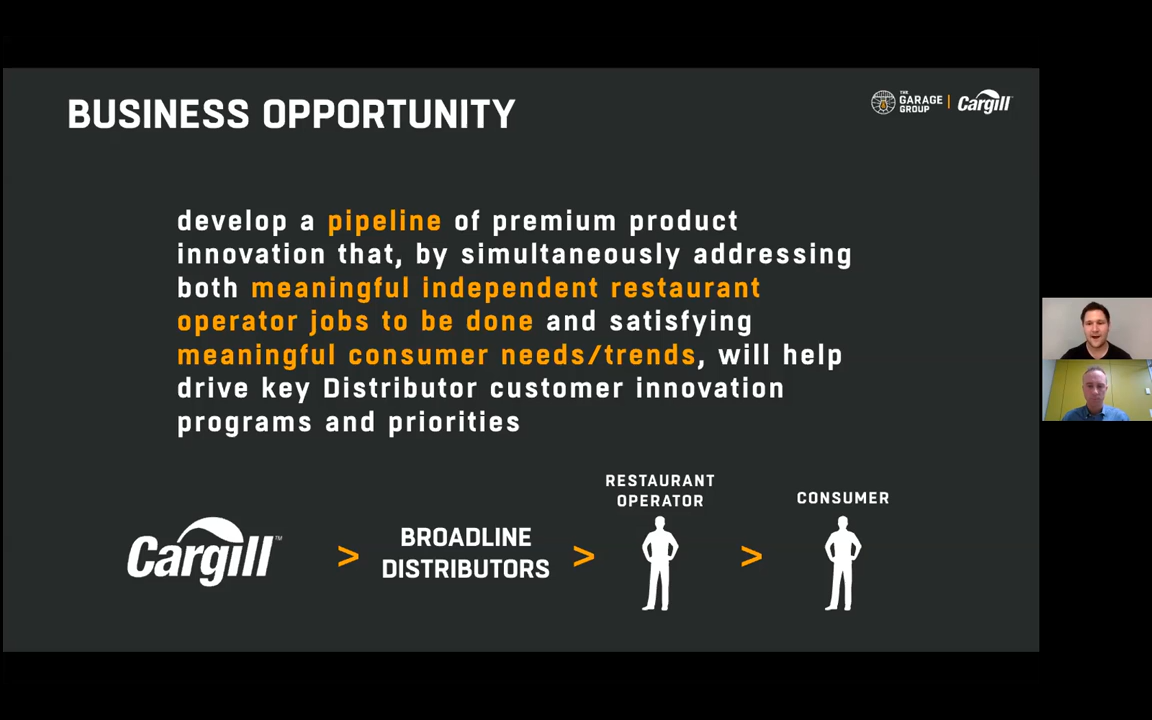 BUSINESS OPPORTUNITY
THE
GARAGE
GROUP
Cargill™
develop a pipeline of premium product
innovation that, by simultaneously addressing
both meaningful independent restaurant
operator jobs to be done and satisfying
meaningful consumer needs/trends, will help
drive key Distributor customer innovation
programs and priorities
Cargill™
>
BROADLINE
DISTRIBUTORS
>
RESTAURANT
OPERATOR
>
CONSUMER